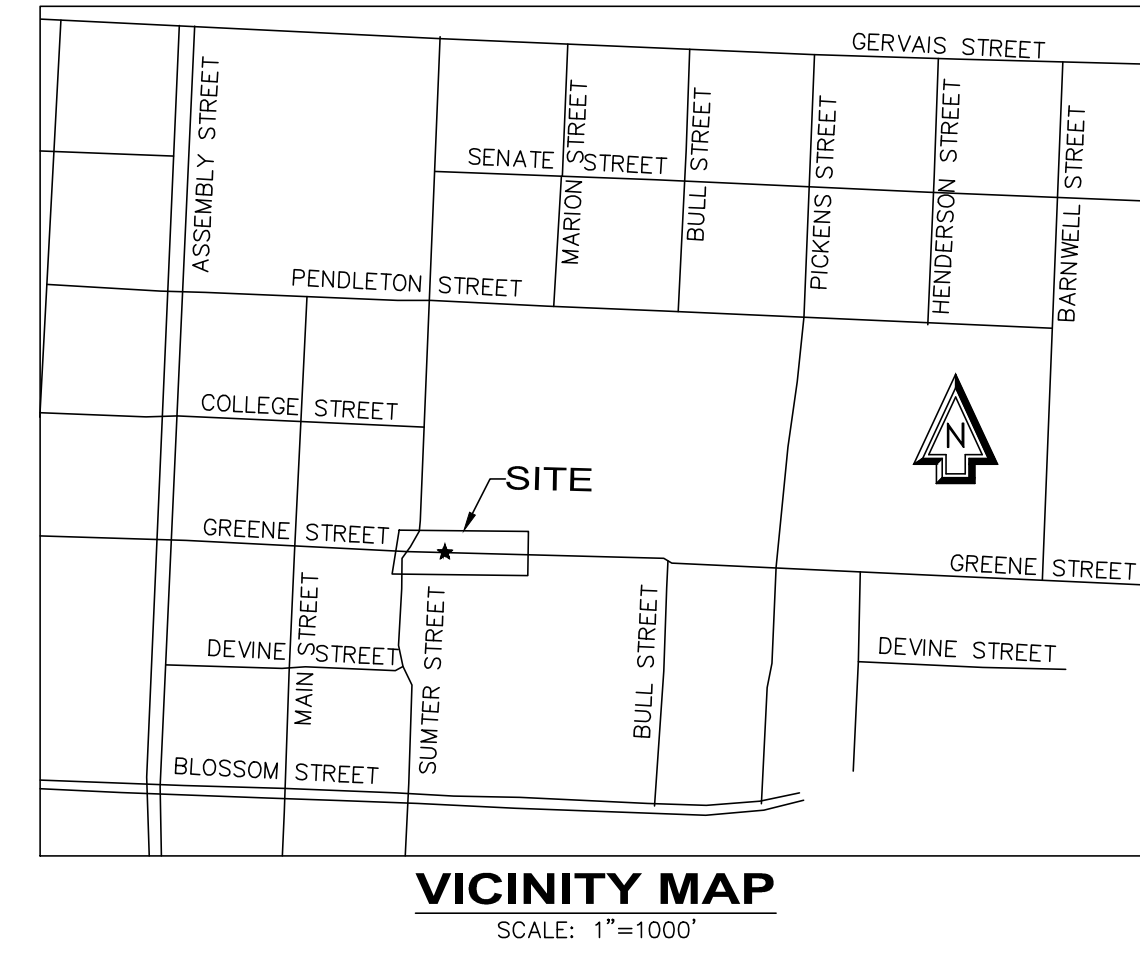 GERVAIS STREET
ASSEMBLY STREET
SENATE STREET
MARION STREET
BULL STREET
PICKENS STREET
HENDERSON STREET
BARNWELL STREET
PENDLETON STREET
COLLEGE STREET
N
SITE
GREENE STREET
GREENE STREET
DEVINE STREET
MAIN STREET
SUMTER STREET
BULL STREET
DEVINE STREET
BLOSSOM STREET
VICINITY MAP
SCALE: 1"=1000'